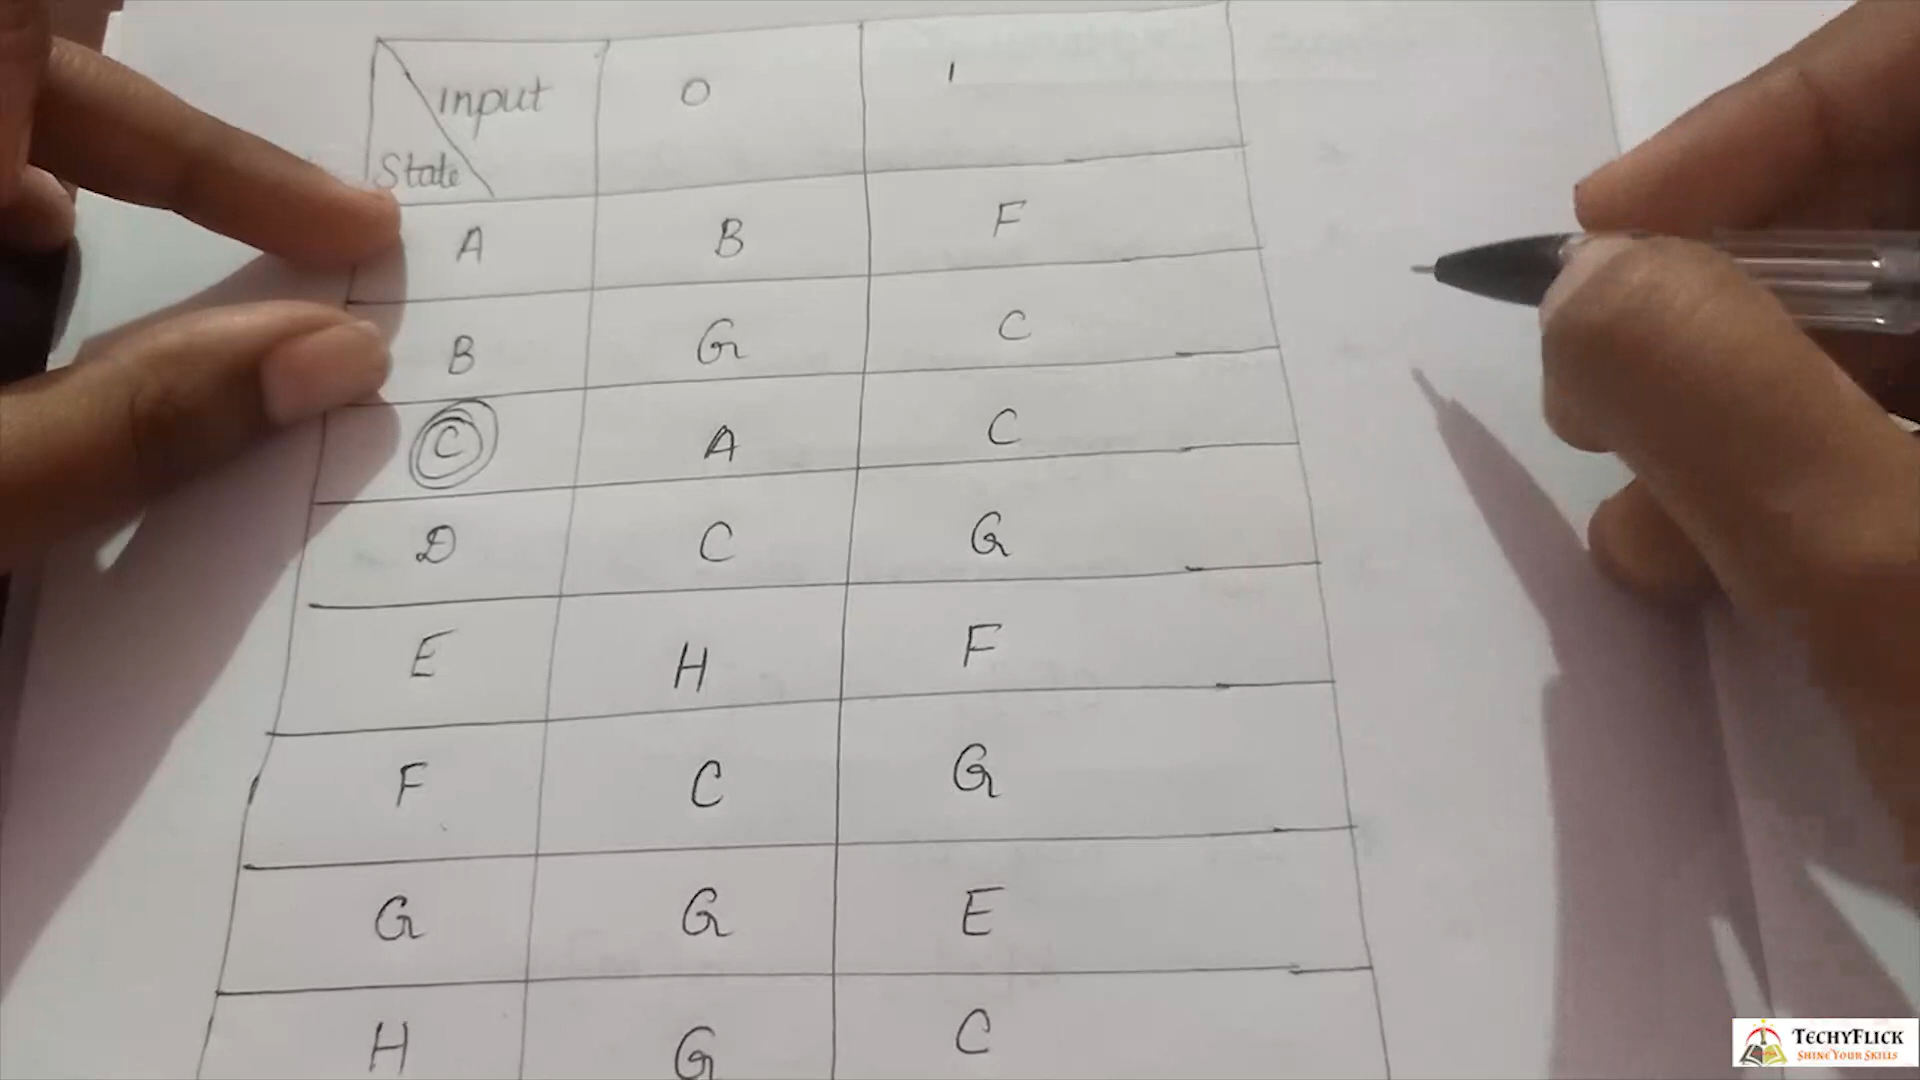 Input 0 1
State
A B F
B G C
C A C
D C G
E H F
F C G
G G E
H G C
TECHYFLICK
SHINE YOUR SKILLS